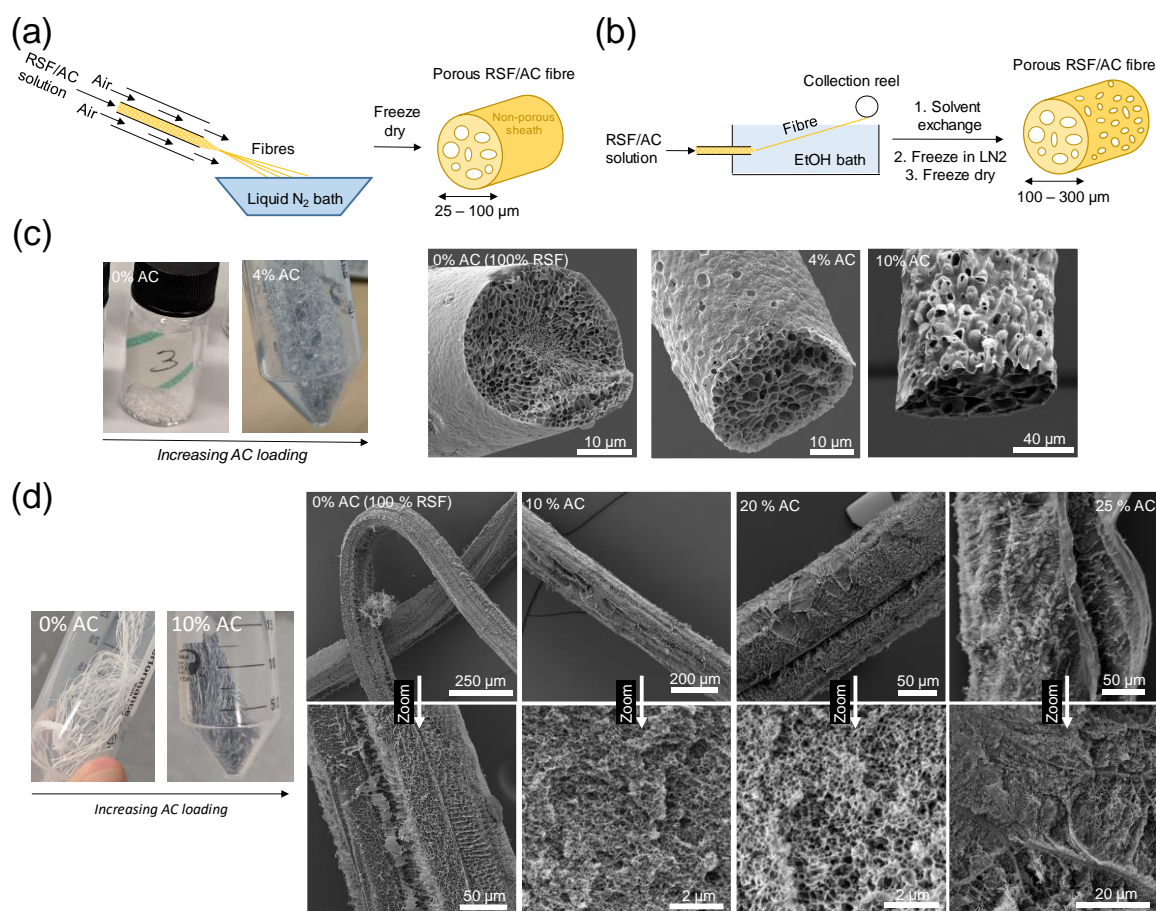 (a)
RSF/AC
solution
Air
Air
Fibres
Liquid N2 bath
Freeze
dry
Porous RSF/AC fibre
Non-porous
sheath
25 – 100 µm
(b)
RSF/AC
solution
Fibre
EtOH bath
Collection reel
1. Solvent
exchange
2. Freeze in LN2
3. Freeze dry
Porous RSF/AC fibre
100 – 300 µm
(c)
0% AC
3
4% AC
Increasing AC loading
0% AC (100% RSF)
10 µm
4% AC
10 µm
10% AC
40 µm
(d)
0% AC
10% AC
15
10
5
Increasing AC loading
0% AC (100 % RSF)
250 µm
10 % AC
200 µm
20 % AC
50 µm
25 % AC
50 µm
Zoom
Zoom
Zoom
Zoom
50 µm
2 µm
2 µm
20 µm